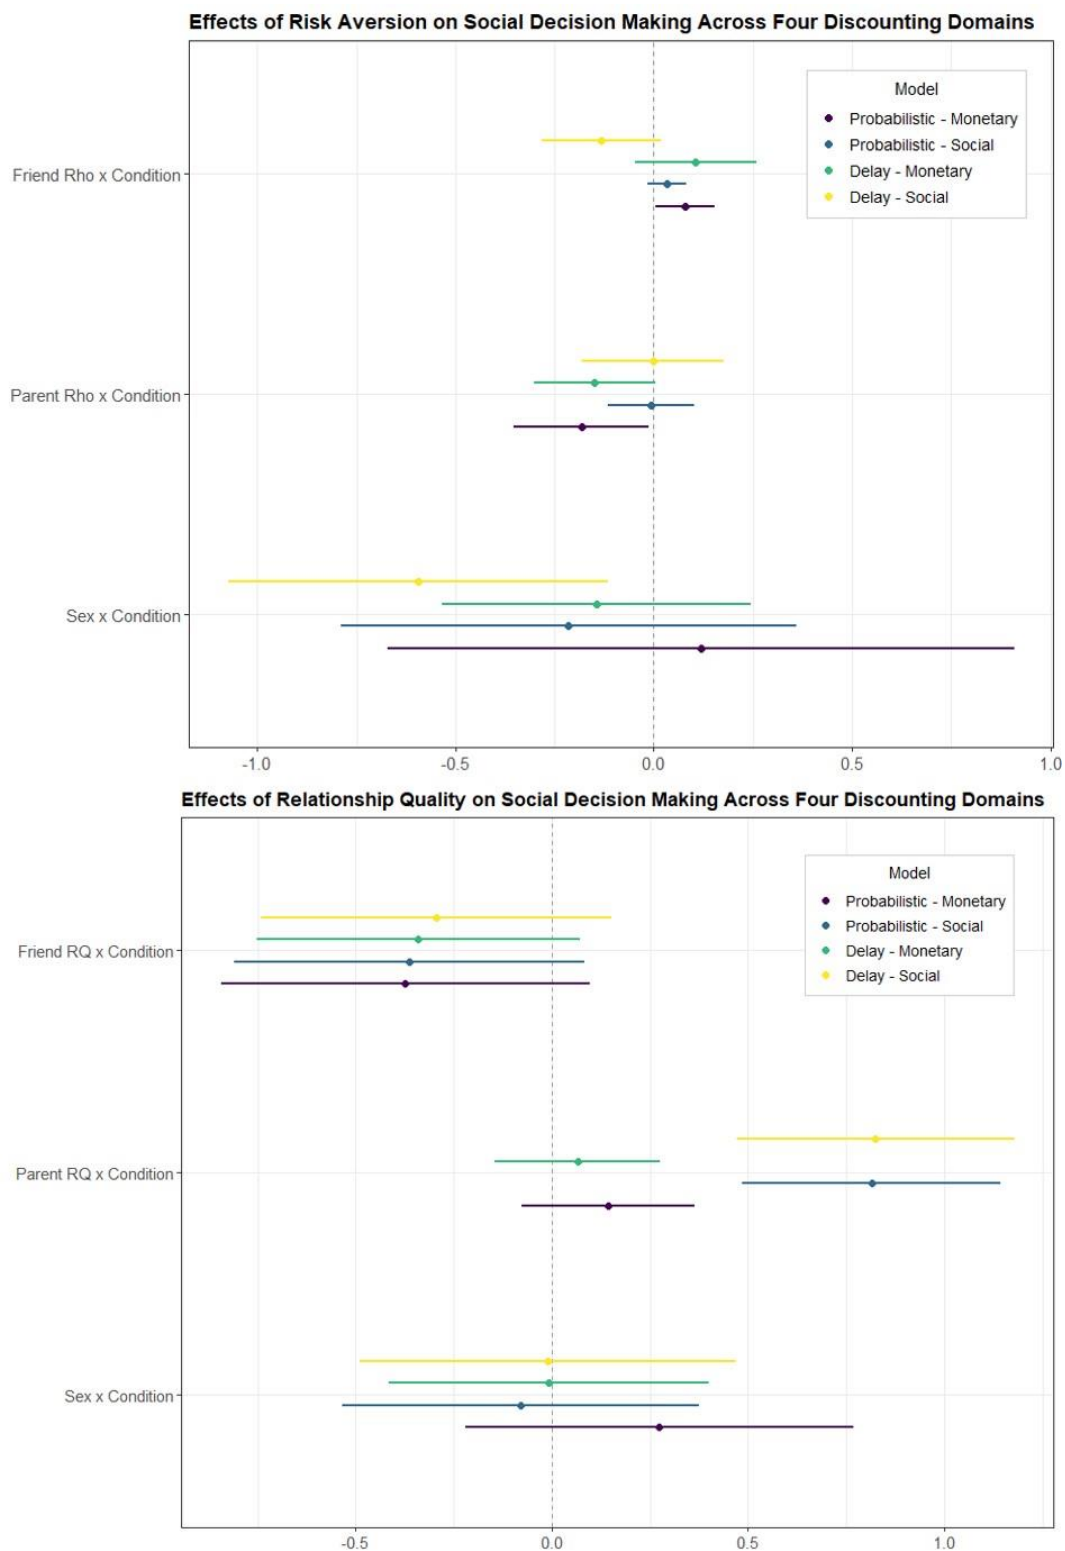 Effects of Risk Aversion on Social Decision Making Across Four Discounting Domains
Model
Probabilistic - Monetary
Probabilistic - Social
Delay - Monetary
Delay - Social
Friend Rho x Condition
Parent Rho x Condition
Sex x Condition
-1.0 -0.5 0.0 0.5 1.0
Effects of Relationship Quality on Social Decision Making Across Four Discounting Domains
Model
Probabilistic - Monetary
Probabilistic - Social
Delay - Monetary
Delay - Social
Friend RQ x Condition
Parent RQ x Condition
Sex x Condition
-0.5 0.0 0.5 1.0